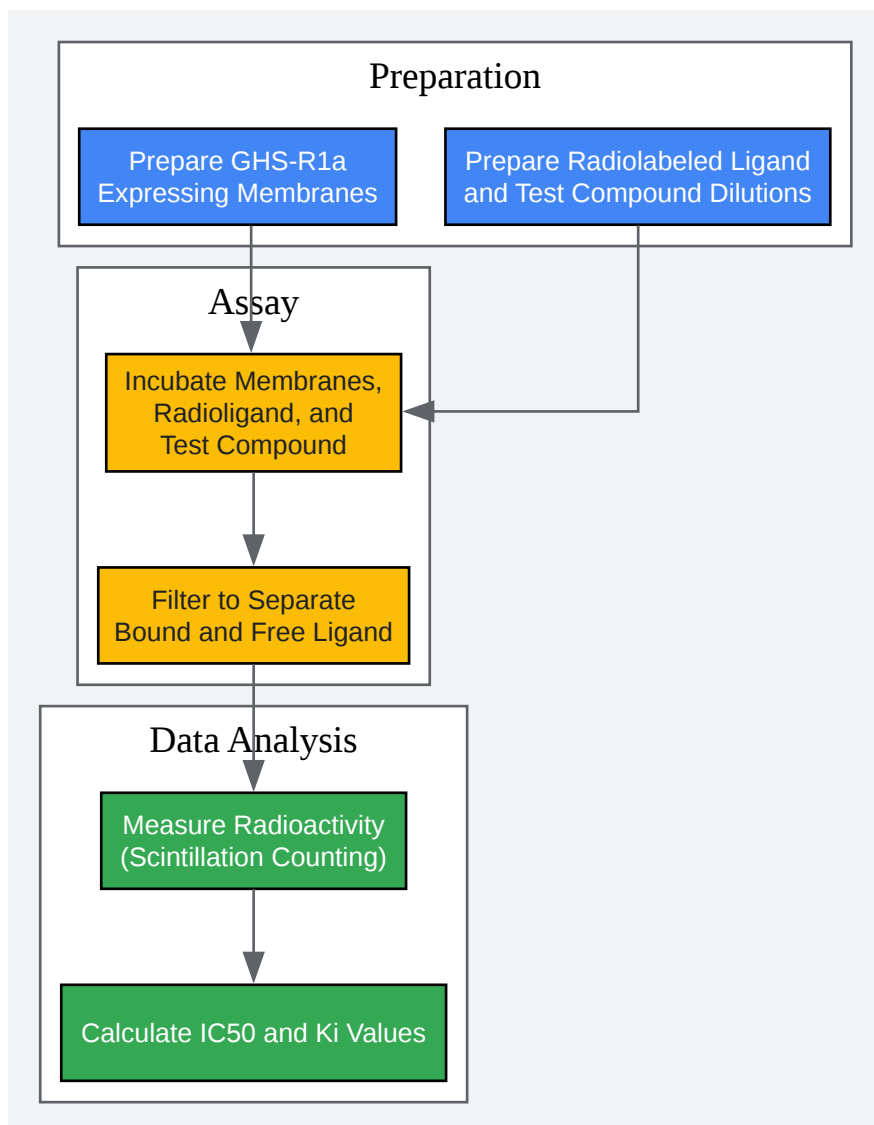 Preparation
Prepare GHS-R1a
Expressing Membranes
Prepare Radiolabeled Ligand
and Test Compound Dilutions
Assay
Incubate Membranes,
Radioligand, and
Test Compound
Filter to Separate
Bound and Free Ligand
Data Analysis
Measure Radioactivity
(Scintillation Counting)
Calculate IC50 and Ki Values